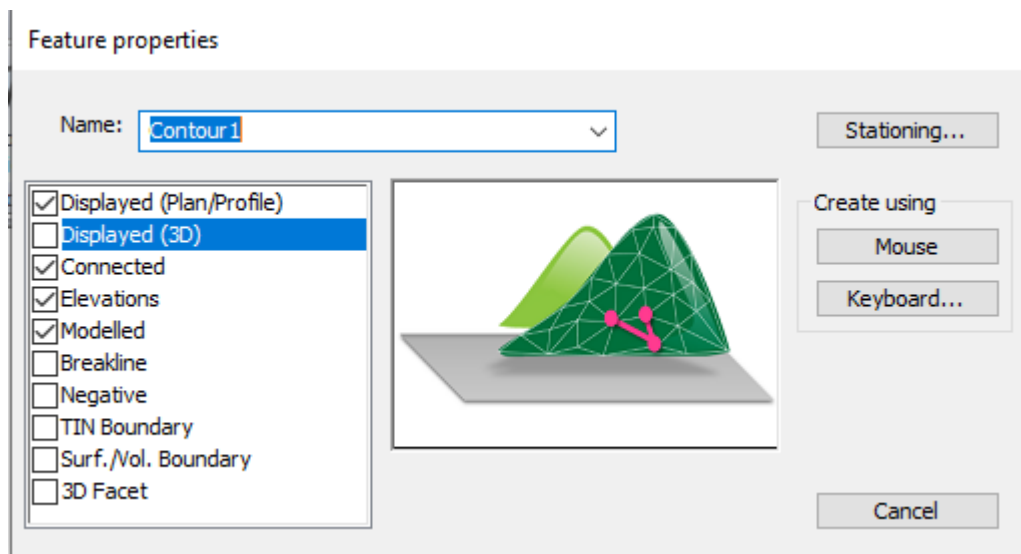 Feature properties
Name: Contour1
Stationing...
Displayed (Plan/Profile)
Displayed (3D)
Connected
Elevations
Modelled
Breakline
Negative
TIN Boundary
Surf./Vol. Boundary
3D Facet
Create using
Mouse
Keyboard...
Cancel